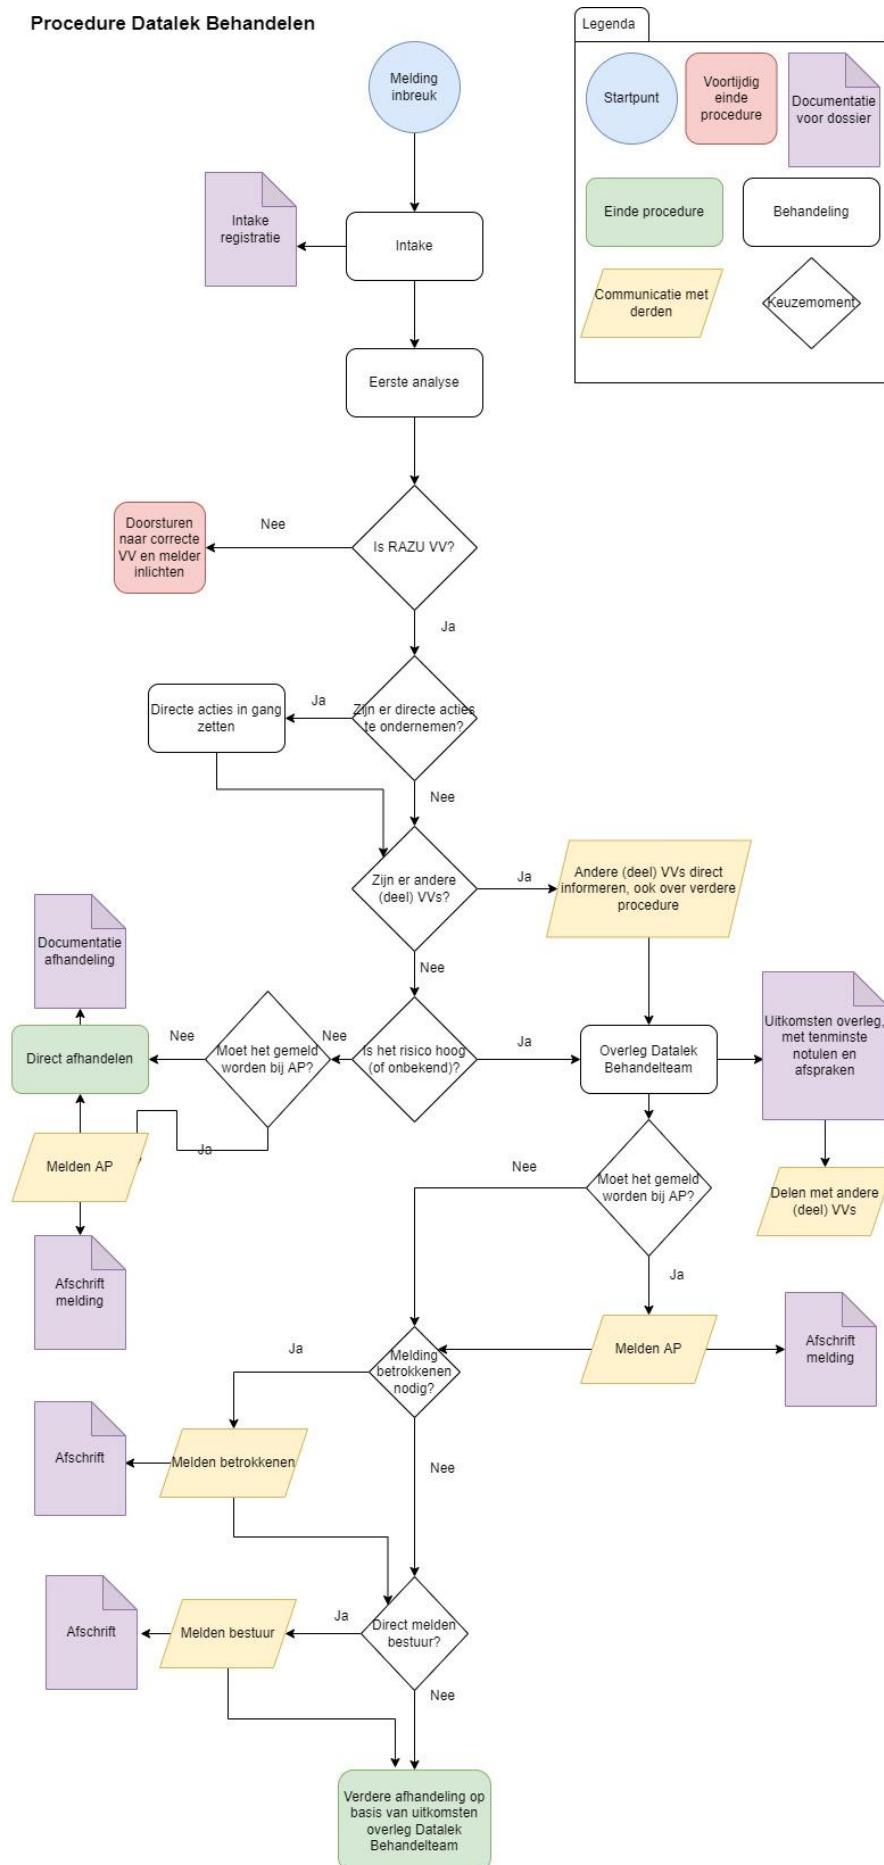 Procedure Datalek Behandelen
Legenda
Melding
inbreuk
Startpunt
Voortijdig
einde
procedure
Documentatie
voor dossier
Intake
registratie
Intake
Einde procedure
Behandeling
Communicatie met
derden
Keuzemoment
Eerste analyse
Doorsturen
naar correcte
VV en melder
inlichten
Nee
Is RAZU VV?
Ja
Directe acties in gang
zetten
Ja
Zijn er directe acties
te ondernemen?
Nee
Zijn er andere
(deel) VVs?
Ja
Andere (deel) VVs direct
informeren, ook over verdere
procedure
Nee
Documentatie
afhandeling
Direct afhandelen
Nee
Moet het gemeld
worden bij AP?
Nee
Is het risico hoog
(of onbekend)?
Ja
Overleg Datalek
Behandelteam
Uitkomsten overleg,
met tenminste
notulen en
afspraken
Ja
Melden AP
Afschrift
melding
Nee
Moet het gemeld
worden bij AP?
Delen met andere
(deel) VVs
Ja
Melden AP
Afschrift
melding
Melding
betrokkenen
nodig?
Ja
Afschrift
Melden betrokkenen
Nee
Afschrift
Melden bestuur
Ja
Direct melden
bestuur?
Nee
Verdere afhandeling op
basis van uitkomsten
overleg Datalek
Behandelteam